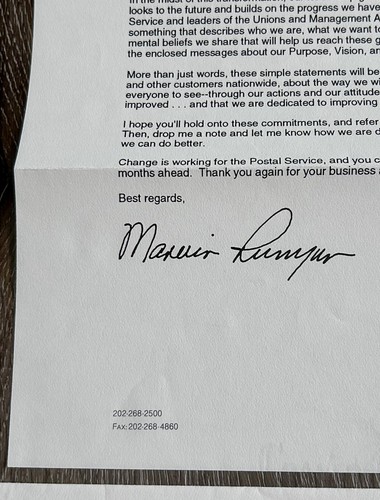 looks to the future and builds on the progress we have
Service and leaders of the Unions and Management A
something that describes who we are, what we want to
mental beliefs we share that will help us reach these g
the enclosed messages about our Purpose, Vision, an
More than just words, these simple statements will be
and other customers nationwide, about the way we wi
everyone to see--through our actions and our attitude
improved . . . and that we are dedicated to improving
I hope you'll hold onto these commitments, and refer
Then, drop me a note and let me know how we are d
we can do better.
Change is working for the Postal Service, and you c
months ahead. Thank you again for your business
Best regards,
Marvin Runyon
202-268-2500
FAX: 202-268-4860